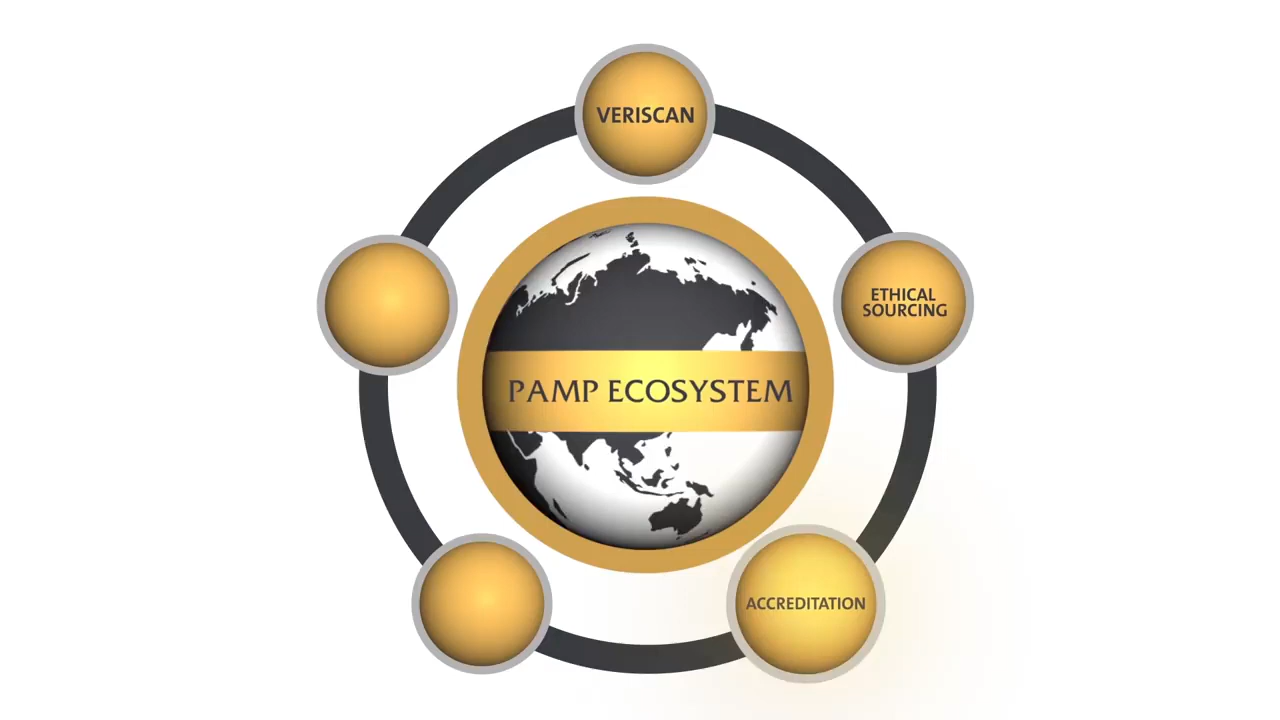 VERISCAN
ETHICAL
SOURCING
PAMP ECOSYSTEM
ACCREDITATION